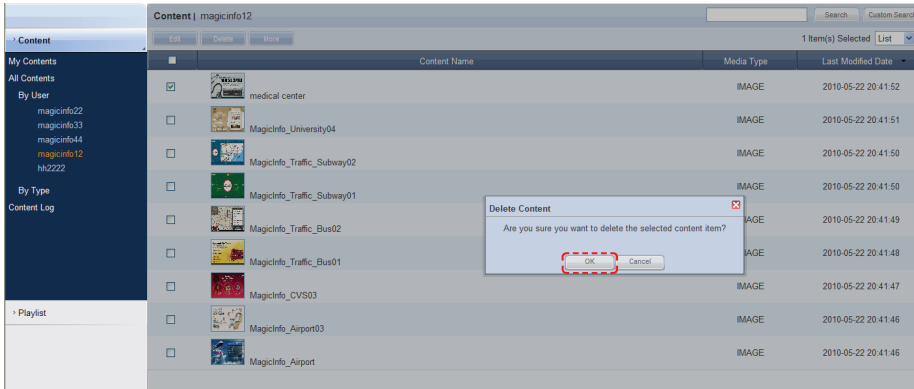 Content | magicinfo12
Search
Custom Searc
› Content
Edit
Delete
More
1 Item(s) Selected List
My Contents
All Contents
By User
magicinfo22
magicinfo33
magicinfo44
magicinfo12
hh2222
By Type
Content Log
› Playlist
Content Name Media Type Last Modified Date
medical center IMAGE 2010-05-22 20:41:52
MagicInfo_University04 IMAGE 2010-05-22 20:41:51
MagicInfo_Traffic_Subway02 IMAGE 2010-05-22 20:41:50
MagicInfo_Traffic_Subway01 IMAGE 2010-05-22 20:41:50
MagicInfo_Traffic_Bus02 IAGE 2010-05-22 20:41:49
MagicInfo_Traffic_Bus01 IAGE 2010-05-22 20:41:48
MagicInfo_CVS03 IMAGE 2010-05-22 20:41:47
MagicInfo_Airport03 IMAGE 2010-05-22 20:41:46
MagicInfo_Airport IMAGE 2010-05-22 20:41:46
Delete Content
Are you sure you want to delete the selected content item?
OK
Cancel